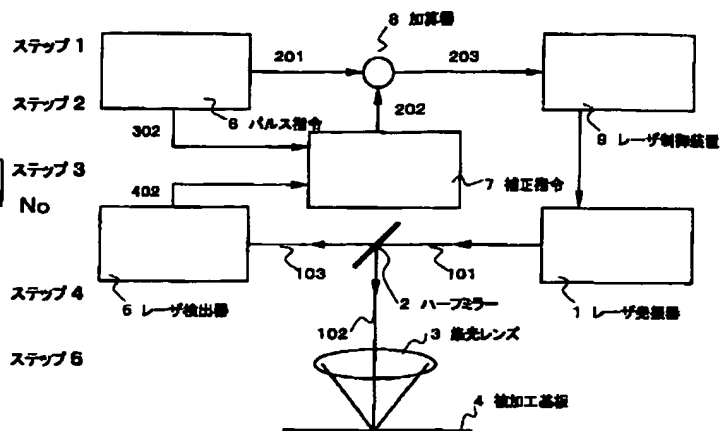 8 加算器
ステップ 1
201
203
ステップ 2
6 パルス指令
202
9 レーザ制御装置
302
ステップ 3
402
7 補正指令
No
103
101
ステップ 4
5 レーザ検出器
2 ハーフミラー
1 レーザ発振器
102
3 集光レンズ
ステップ 5
4 被加工基板